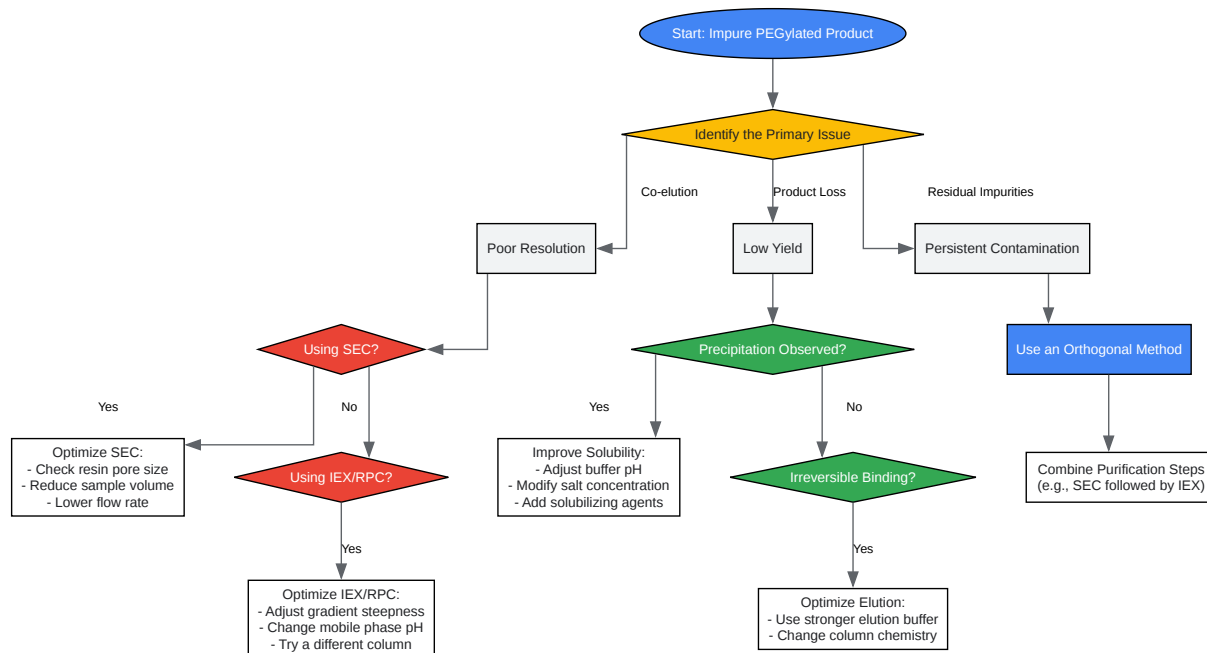 Start: Impure PEGylated Product
Identify the Primary Issue
Co-elution
Product Loss
Residual Impurities
Poor Resolution
Low Yield
Persistent Contamination
Using SEC?
Precipitation Observed?
Use an Orthogonal Method
Yes
No
Yes
No
Optimize SEC:
- Check resin pore size
- Reduce sample volume
- Lower flow rate
Using IEX/RPC?
Improve Solubility:
- Adjust buffer pH
- Modify salt concentration
- Add solubilizing agents
Irreversible Binding?
Combine Purification Steps
(e.g., SEC followed by IEX)
Yes
Yes
Optimize IEX/RPC:
- Adjust gradient steepness
- Change mobile phase pH
- Try a different column
Optimize Elution:
- Use stronger elution buffer
- Change column chemistry